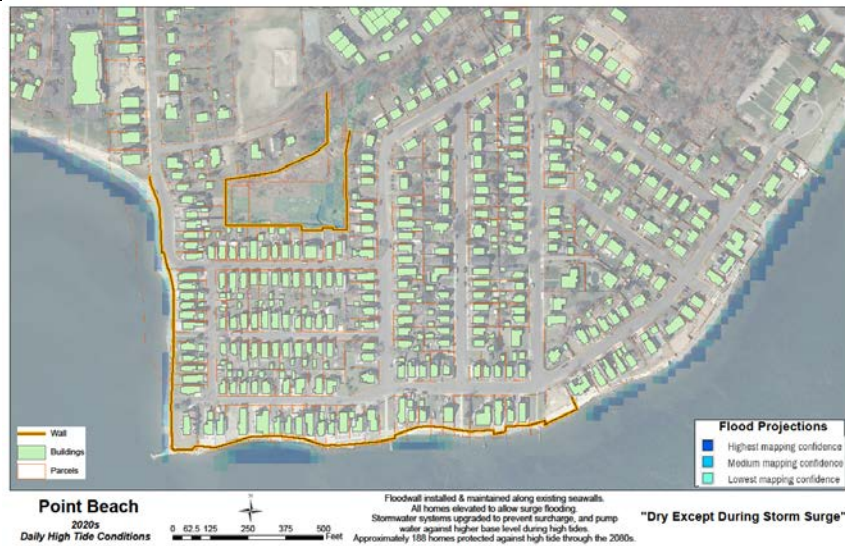 Wall
Buildings
Parcels
Flood Projections
Highest mapping confidence
Medium mapping confidence
Lowest mapping confidence
Point Beach
2020s
Daily High Tide Conditions
N
0 62.5 125 250 375 500
Feet
Floodwall installed & maintained along existing seawalls.
All homes elevated to allow surge flooding.
Stormwater systems upgraded to prevent surcharge, and pump
water against higher base level during high tides.
Approximately 188 homes protected against high tide through the 2080s.
"Dry Except During Storm Surge"